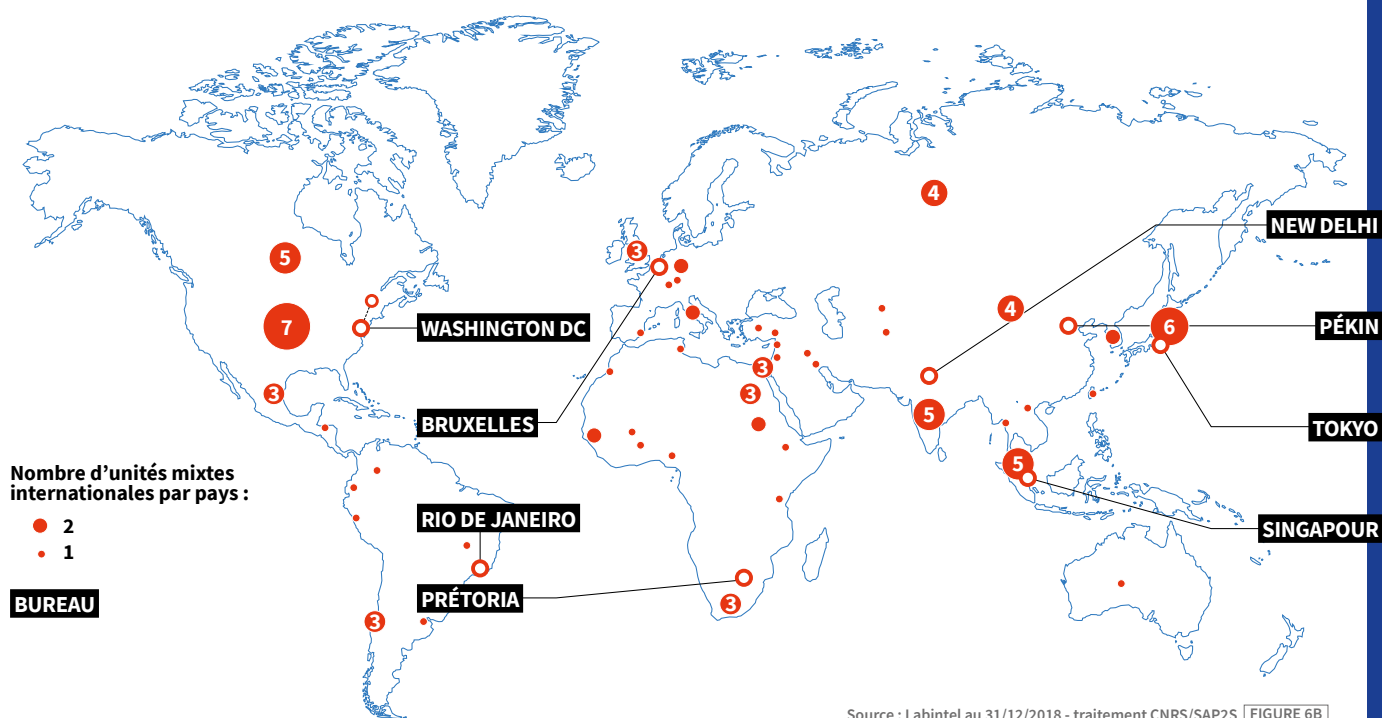 4
NEW DELHI
3
5
7
WASHINGTON DC
4
6
PÉKIN
3
3
3
BRUXELLES
5
TOKYO
5
Nombre d’unités mixtes
internationales par pays :
2
1
BUREAU
RIO DE JANEIRO
SINGAPOUR
PRÉTORIA
3
3
Source : Labintel au 31/12/2018 - traitement CNRS/SAP2S FIGURE 6B